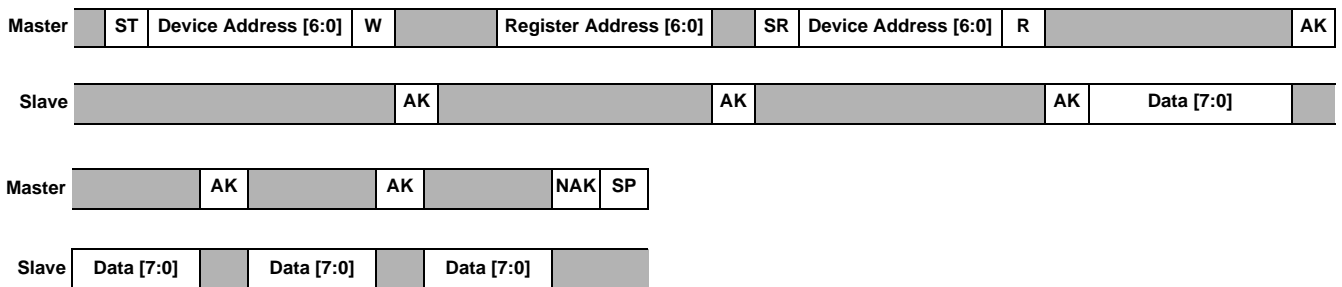 Master ST Device Address [6:0] W Register Address [6:0] SR Device Address [6:0] R AK
Slave AK AK AK Data [7:0]
Master AK AK NAK SP
Slave Data [7:0] Data [7:0] Data [7:0]